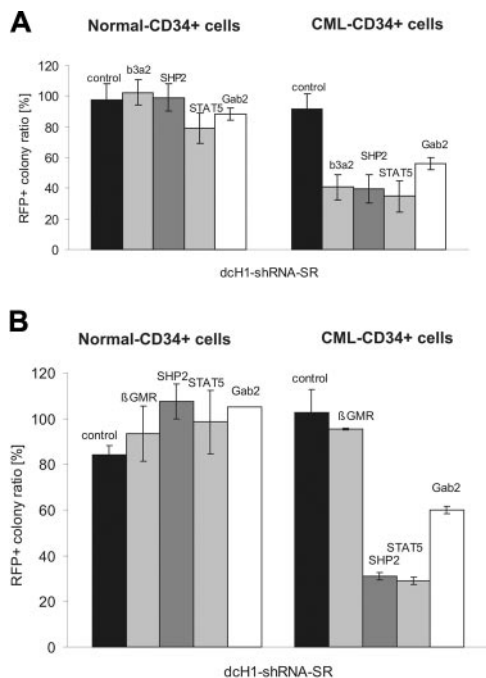 A
Normal-CD34+ cells
CML-CD34+ cells
RFP+ colony ratio [%]
120
100
80
60
40
20
0
control
b3a2
SHP2
STAT5
Gab2
control
b3a2
SHP2
STAT5
Gab2
dcH1-shRNA-SR
B
Normal-CD34+ cells
CML-CD34+ cells
RFP+ colony ratio [%]
120
100
80
60
40
20
0
control
ßGMR
SHP2
STAT5
Gab2
control
ßGMR
SHP2
STAT5
Gab2
dcH1-shRNA-SR